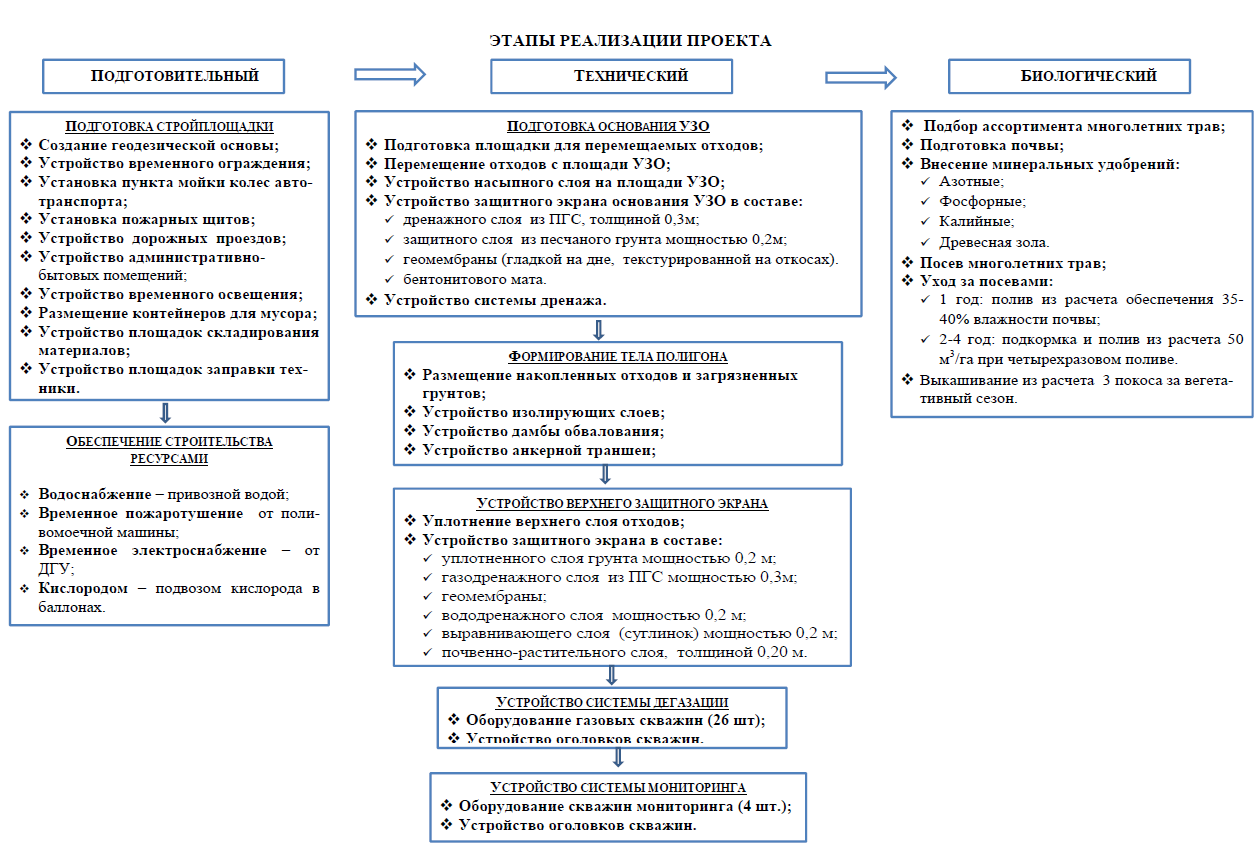 ЭТАПЫ РЕАЛИЗАЦИИ ПРОЕКТА
ПОДГОТОВИТЕЛЬНЫЙ
ТЕХНИЧЕСКИЙ
БИОЛОГИЧЕСКИЙ
ПОДГОТОВКА СТРОЙПЛОЩАДКИ
❖ Создание геодезической основы;
❖ Устройство временного ограждения;
❖ Установка пункта мойки колес авто-
транспорта;
❖ Установка пожарных щитов;
❖ Устройство дорожных проездов;
❖ Устройство административно-
бытовых помещений;
❖ Устройство временного освещения;
❖ Размещение контейнеров для мусора;
❖ Устройство площадок складирования
материалов;
❖ Устройство площадок заправки тех-
ники.
ОБЕСПЕЧЕНИЕ СТРОИТЕЛЬСТВА
РЕСУРСАМИ
❖ Водоснабжение – привозной водой;
❖ Временное пожаротушение от поли-
вомоечной машины;
❖ Временное электроснабжение – от
ДГУ;
❖ Кислородом – подвозом кислорода в
баллонах.
ПОДГОТОВКА ОСНОВАНИЯ УЗО
❖ Подготовка площадки для перемещаемых отходов;
❖ Перемещение отходов с площади УЗО;
❖ Устройство насыпного слоя на площади УЗО;
❖ Устройство защитного экрана основания УЗО в составе:
✓ дренажного слоя из ПГС, толщиной 0,3м;
✓ защитного слоя из песчаного грунта мощностью 0,2м;
✓ геомембраны (гладкой на дне, текстурированной на откосах).
✓ бентонитового мата.
❖ Устройство системы дренажа.
ФОРМИРОВАНИЕ ТЕЛА ПОЛИГОНА
❖ Размещение накопленных отходов и загрязненных
грунтов;
❖ Устройство изолирующих слоев;
❖ Устройство дамбы обвалования;
❖ Устройство анкерной траншеи;
УСТРОЙСТВО ВЕРХНЕГО ЗАЩИТНОГО ЭКРАНА
❖ Уплотнение верхнего слоя отходов;
❖ Устройство защитного экрана в составе:
✓ уплотненного слоя грунта мощностью 0,2 м;
✓ газодренажного слоя из ПГС мощностью 0,3м;
✓ геомембраны;
✓ вододренажного слоя мощностью 0,2 м;
✓ выравнивающего слоя (суглинок) мощностью 0,2 м;
✓ почвенно-растительного слоя, толщиной 0,20 м.
УСТРОЙСТВО СИСТЕМЫ ДЕГАЗАЦИИ
❖ Оборудование газовых скважин (26 шт);
❖ Устройство оголовков скважин.
УСТРОЙСТВО СИСТЕМЫ МОНИТОРИНГА
❖ Оборудование скважин мониторинга (4 шт.);
❖ Устройство оголовков скважин.
❖ Подбор ассортимента многолетних трав;
❖ Подготовка почвы;
❖ Внесение минеральных удобрений:
✓ Азотные;
✓ Фосфорные;
✓ Калийные;
✓ Древесная зола.
❖ Посев многолетних трав;
❖ Уход за посевами:
✓ 1 год: полив из расчета обеспечения 35-
40% влажности почвы;
✓ 2-4 год: подкормка и полив из расчета 50
м³/га при четырехразовом поливе.
❖ Выкашивание из расчета 3 покоса за вегета-
тивный сезон.